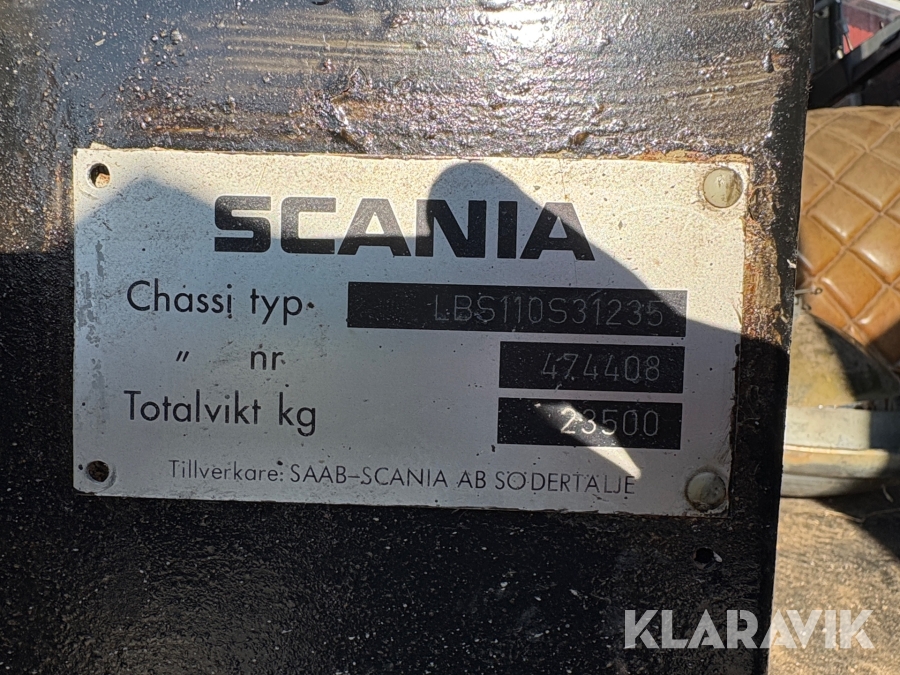 SCANIA
Chassi typ. LBS110S31235
" nr 474408
Totalvikt kg 23500
Tillverkare: SAAB-SCANIA AB SÖDERTÄLJE
KLARAVIK